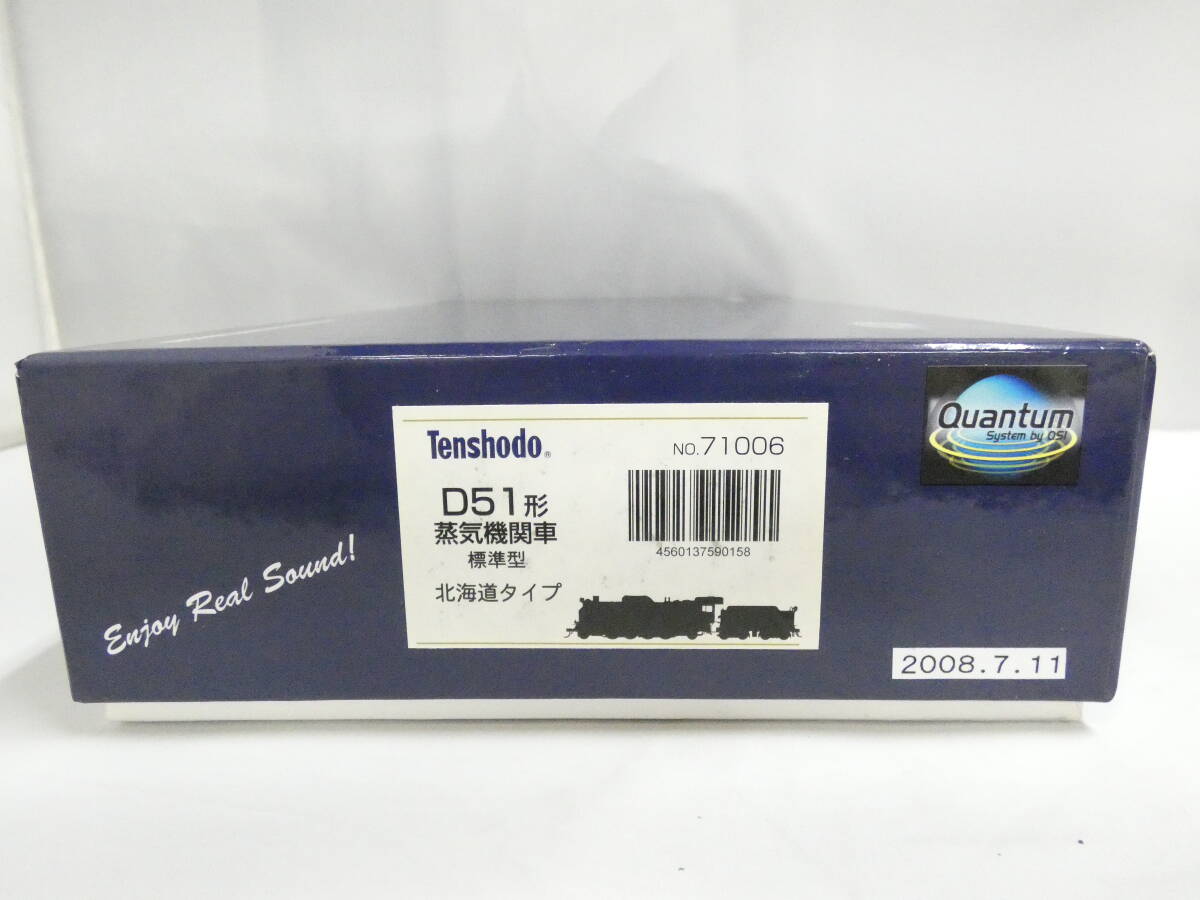 Tenshodo®
NO.71006
D51形
蒸気機関車
標準型
北海道タイプ
4560137590158
Quantum
System by QSI
Enjoy Real Sound!
2008.7.11